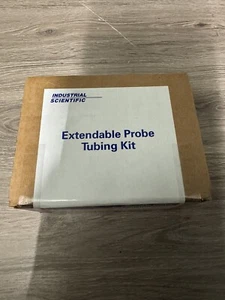 INDUSTRIAL
SCIENTIFIC
Extendable Probe
Tubing Kit